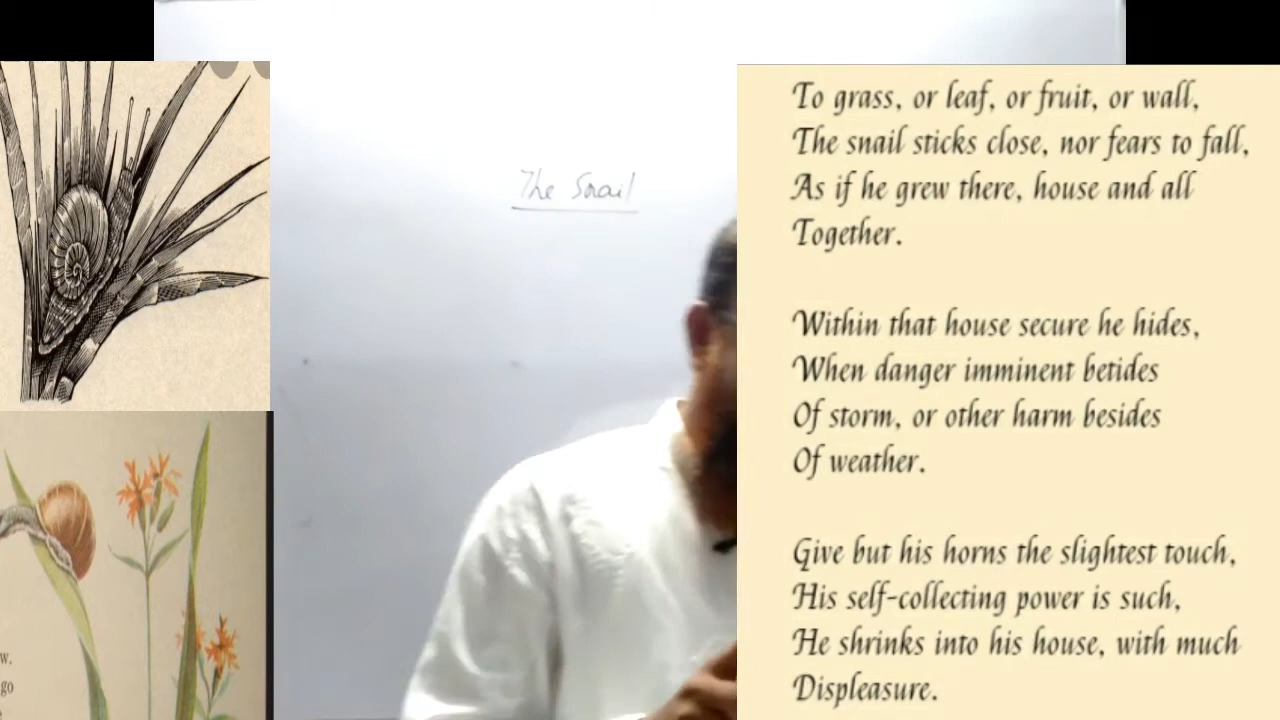 The Snail
To grass, or leaf, or fruit, or wall,
The snail sticks close, nor fears to fall,
As if he grew there, house and all
Together.
Within that house secure he hides,
When danger imminent betides
Of storm, or other harm besides
Of weather.
Give but his horns the slightest touch,
His self-collecting power is such,
He shrinks into his house, with much
Displeasure.
w.
go